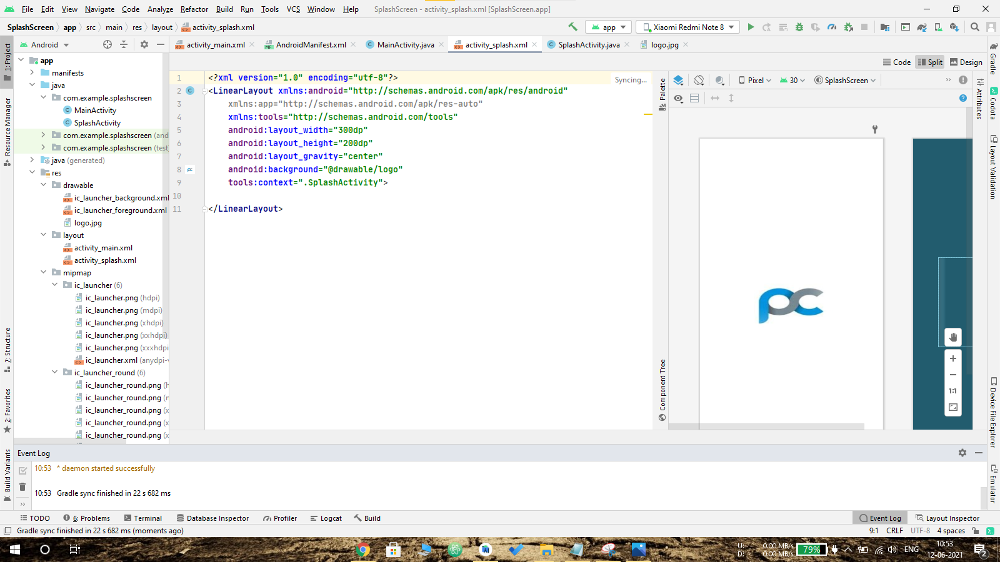 File Edit View Navigate Code Analyze Refactor Build Run Tools VCS Window Help SplashScreen - activity_splash.xml [SplashScreen.app]
SplashScreen app src main res layout activity_splash.xml app Xiaomi Redmi Note 8
Android activity_main.xml AndroidManifest.xml MainActivity.java activity_splash.xml SplashActivity.java logo.jpg
Code Split Design
1: Project
Resource Manager
7: Structure
2: Favorites
Build Variants
app
manifests
java
com.example.splashscreen
MainActivity
SplashActivity
com.example.splashscreen (and
com.example.splashscreen (test
java (generated)
res
drawable
ic_launcher_background.xml
ic_launcher_foreground.xml
logo.jpg
layout
activity_main.xml
activity_splash.xml
mipmap
ic_launcher (6)
ic_launcher.png (hdpi)
ic_launcher.png (mdpi)
ic_launcher.png (xhdpi)
ic_launcher.png (xxhdpi)
ic_launcher.png (xxxhdpi
ic_launcher.xml (anydpi-v
ic_launcher_round (6)
ic_launcher_round.png (h
ic_launcher_round.png (m
ic_launcher_round.png (x
ic_launcher_round.png (x
ic_launcher_round.png (x
1 <?xml version="1.0" encoding="utf-8"?>
2 <LinearLayout xmlns:android="http://schemas.android.com/apk/res/android"
3 xmlns:app="http://schemas.android.com/apk/res-auto"
4 xmlns:tools="http://schemas.android.com/tools"
5 android:layout_width="300dp"
6 android:layout_height="200dp"
7 android:layout_gravity="center"
8 android:background="@drawable/logo"
9 tools:context=".SplashActivity">
10
11 </LinearLayout>
Syncing...
Palette
Component Tree
Pixel 30 SplashScreen
pc
1:1
Attributes
Layout Validation
Gradle
Codota
Device File Explorer
Emulator
Event Log
10:53 * daemon started successfully
10:53 Gradle sync finished in 22 s 682 ms
TODO 6: Problems Terminal Database Inspector Profiler Logcat Build Event Log Layout Inspector
Gradle sync finished in 22 s 682 ms (moments ago) 9:1 CRLF UTF-8 4 spaces
U: 0.00 MB/s
D: 0.00 MB/s
79%
ENG
10:53
12-06-2021
2